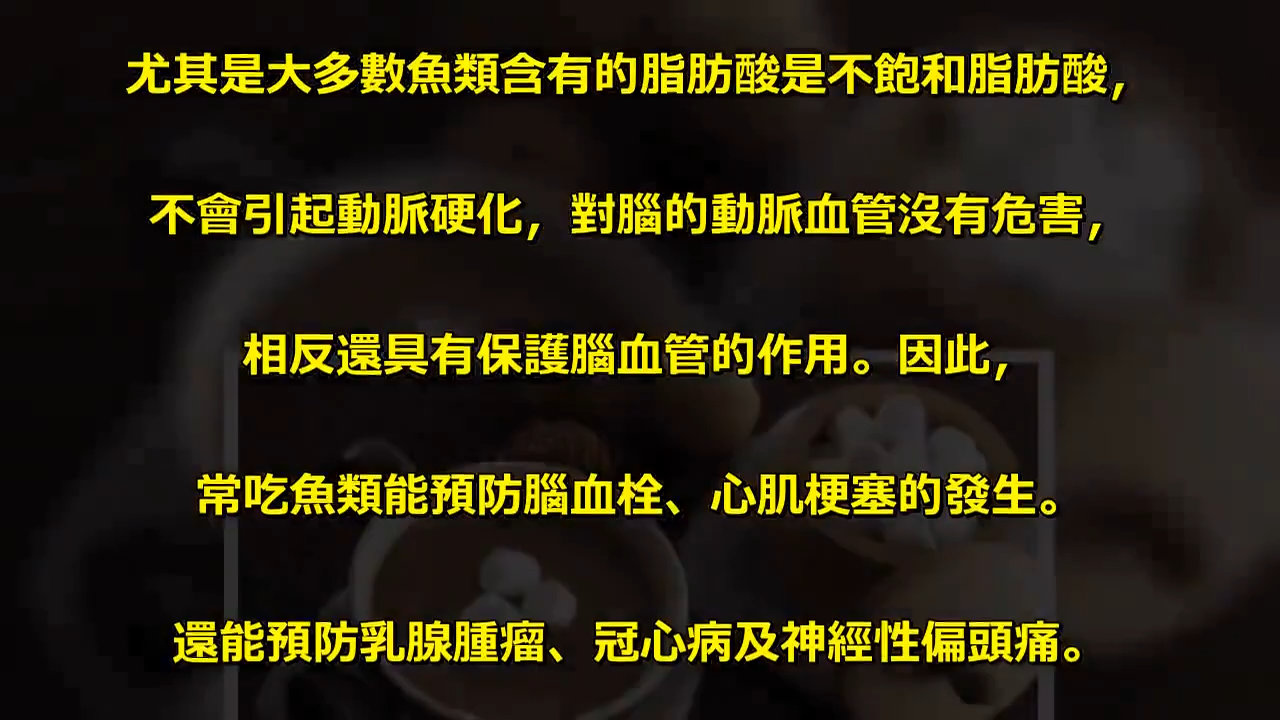 尤其是大多數魚類含有的脂肪酸是不飽和脂肪酸，
不會引起動脈硬化，對腦的動脈血管沒有危害，
相反還具有保護腦血管的作用。因此，
常吃魚類能預防腦血栓、心肌梗塞的發生。
還能預防乳腺腫瘤、冠心病及神經性偏頭痛。